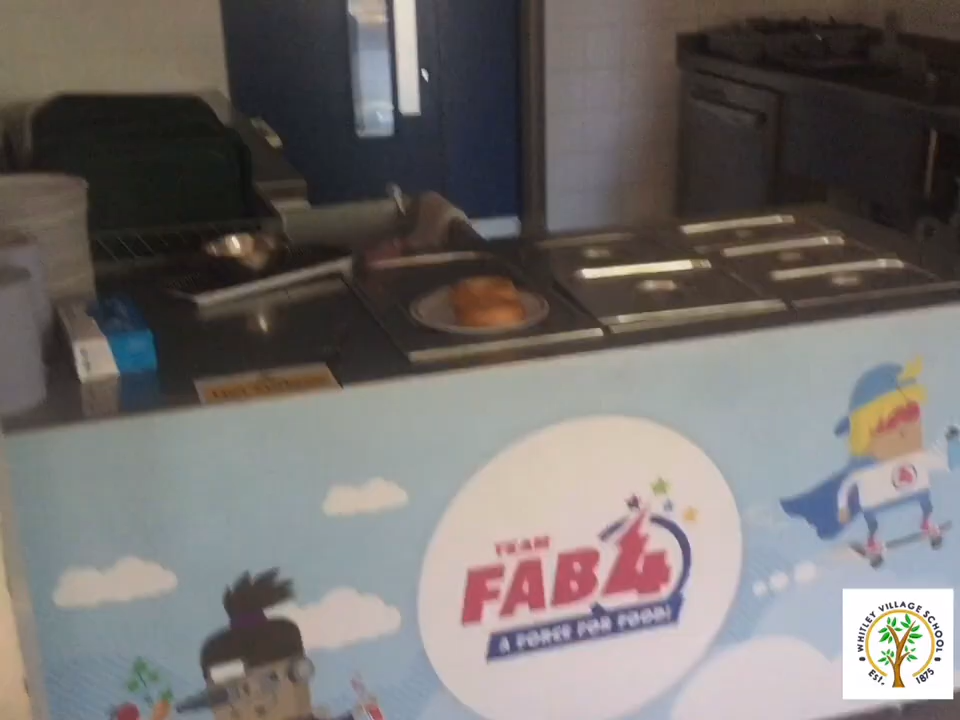 TEAM
FAB4
A FORCE FOR FOOD!
WHITLEY VILLAGE SCHOOL
EST. 1875